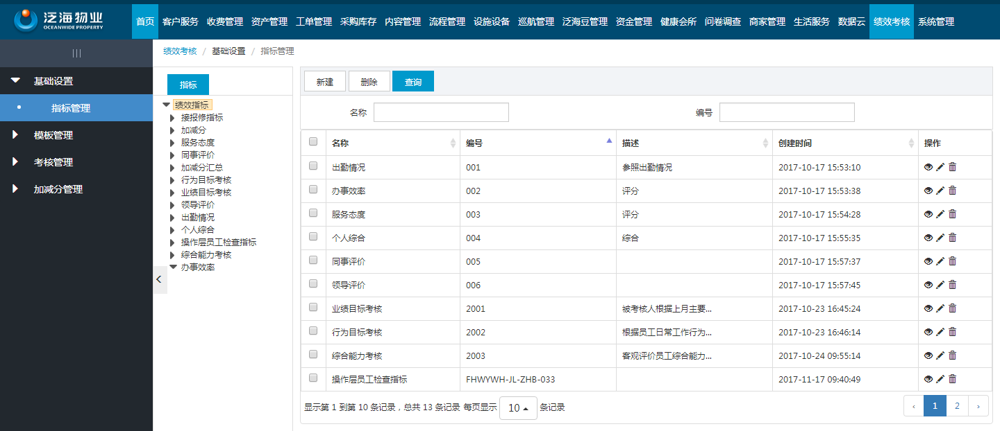 泛海物业
OCEANWIDE PROPERTY
首页 客户服务 收费管理 资产管理 工单管理 采购库存 内容管理 流程管理 设施设备 巡航管理 泛海豆管理 资金管理 健康会所 问卷调查 商家管理 生活服务 数据云 绩效考核 系统管理
绩效考核 / 基础设置 / 指标管理
基础设置
指标管理
模板管理
考核管理
加减分管理
指标
绩效指标
接报修指标
加减分
服务态度
同事评价
加减分汇总
行为目标考核
业绩目标考核
领导评价
出勤情况
个人综合
操作层员工检查指标
综合能力考核
办事效率
新建 删除 查询
名称 编号
名称 编号 描述 创建时间 操作
出勤情况 001 参照出勤情况 2017-10-17 15:53:10
办事效率 002 评分 2017-10-17 15:53:38
服务态度 003 评分 2017-10-17 15:54:28
个人综合 004 综合 2017-10-17 15:55:35
同事评价 005 2017-10-17 15:57:37
领导评价 006 2017-10-17 15:57:45
业绩目标考核 2001 被考核人根据上月主要... 2017-10-23 16:45:24
行为目标考核 2002 根据员工日常工作行为... 2017-10-23 16:46:14
综合能力考核 2003 客观评价员工综合能力... 2017-10-24 09:55:14
操作层员工检查指标 FHWYWH-JL-ZHB-033 2017-11-17 09:40:49
显示第 1 到第 10 条记录，总共 13 条记录 每页显示 10 条记录
‹ 1 2 ›